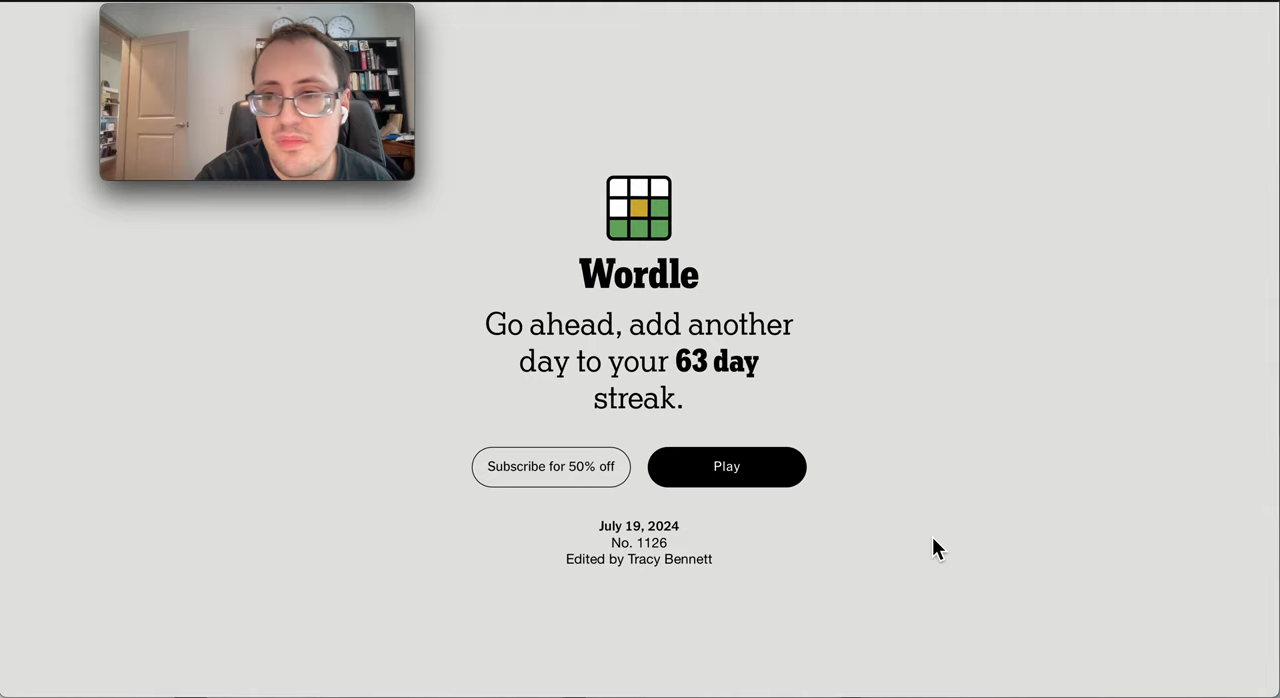 Wordle
Go ahead, add another
day to your 63 day
streak.
Subscribe for 50% off
Play
July 19, 2024
No. 1126
Edited by Tracy Bennett